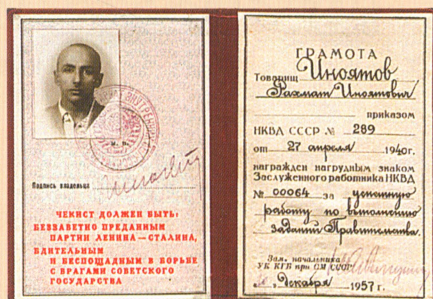 Подпись владельца
ЧЕКИСТ ДОЛЖЕН БЫТЬ:
БЕЗЗАВЕТНО ПРЕДАННЫМ
ПАРТИИ ЛЕНИНА — СТАЛИНА,
БДИТЕЛЬНЫМ
И БЕСПОЩАДНЫМ В БОРЬБЕ
С ВРАГАМИ СОВЕТСКОГО
ГОСУДАРСТВА
ГРАМОТА
Товарищ Иноятов
Рахмат Иноятович
приказом
НКВД СССР № 289
от 27 апреля 1940г.
награжден нагрудным знаком
Заслуженного работника НКВД
№ 00064 за успешную
работу по выполнению
заданий Правительства
Зам. начальника
УК КГБ при СМ СССР
декабря 1957 г.